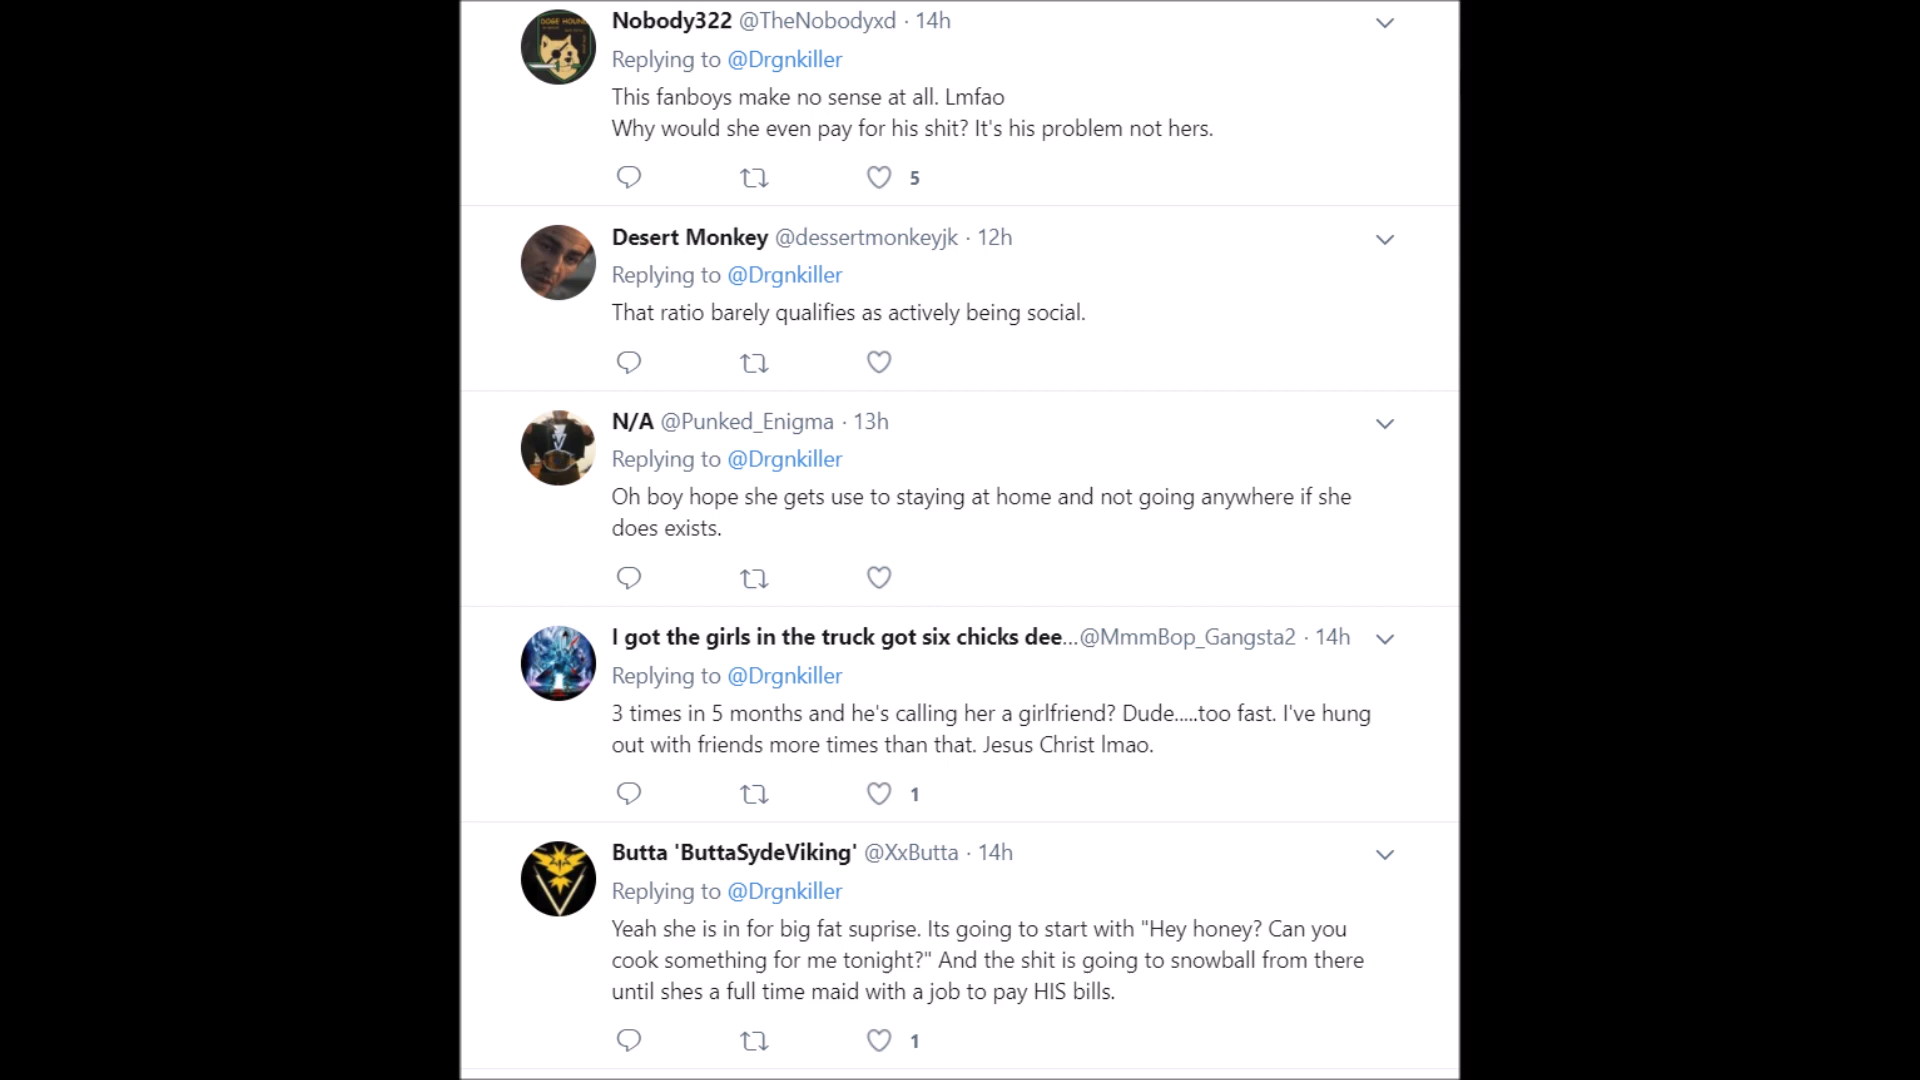 Nobody322 @TheNobodyxd · 14h
Replying to @Drgnkiller
This fanboys make no sense at all. Lmfao
Why would she even pay for his shit? It's his problem not hers.
5
Desert Monkey @dessertmonkeyjk · 12h
Replying to @Drgnkiller
That ratio barely qualifies as actively being social.
N/A @Punked_Enigma · 13h
Replying to @Drgnkiller
Oh boy hope she gets use to staying at home and not going anywhere if she
does exists.
I got the girls in the truck got six chicks dee...@MmmBop_Gangsta2 · 14h
Replying to @Drgnkiller
3 times in 5 months and he's calling her a girlfriend? Dude.....too fast. I've hung
out with friends more times than that. Jesus Christ lmao.
1
Butta 'ButtaSydeViking' @XxButta · 14h
Replying to @Drgnkiller
Yeah she is in for big fat suprise. Its going to start with "Hey honey? Can you
cook something for me tonight?" And the shit is going to snowball from there
until shes a full time maid with a job to pay HIS bills.
1